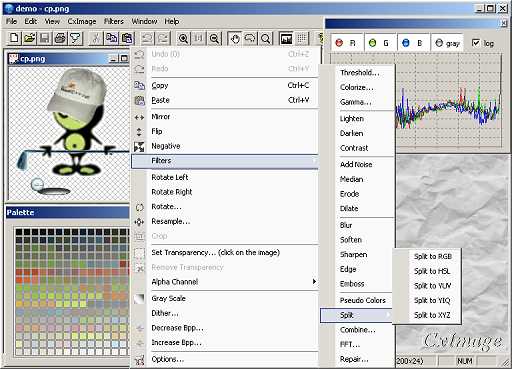 demo - cp.png
File Edit View CxImage Filters Window Help
R G B gray log
cp.png
Undo (0) Ctrl+Z
Redo Ctrl+Y
Copy Ctrl+C
Paste Ctrl+V
Mirror
Flip
Negative
Filters
Rotate Left
Rotate Right
Rotate...
Resample...
Crop
Set Transparency... (click on the image)
Remove Transparency
Alpha Channel
Gray Scale
Dither...
Decrease Bpp...
Increase Bpp...
Options...
Threshold...
Colorize...
Gamma...
Lighten
Darken
Contrast
Add Noise
Median
Erode
Dilate
Blur
Soften
Sharpen
Edge
Emboss
Pseudo Colors
Split
Combine...
FFT...
Repair...
Split to RGB
Split to HSL
Split to YUV
Split to YIQ
Split to XYZ
Palette
CxImage
200x24) NUM